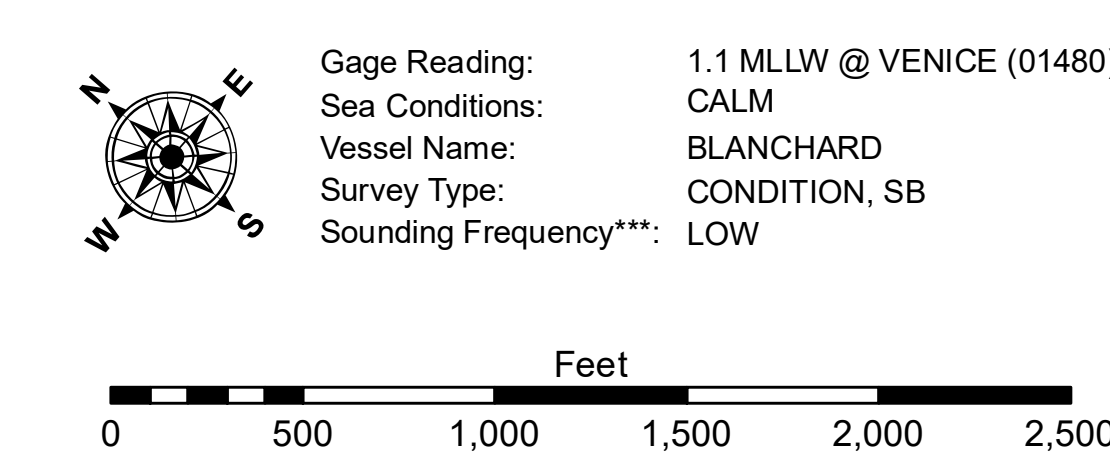 N E
W S
Gage Reading: 1.1 MLLW @ VENICE (01480)
Sea Conditions: CALM
Vessel Name: BLANCHARD
Survey Type: CONDITION, SB
Sounding Frequency***: LOW
Feet
0 500 1,000 1,500 2,000 2,500